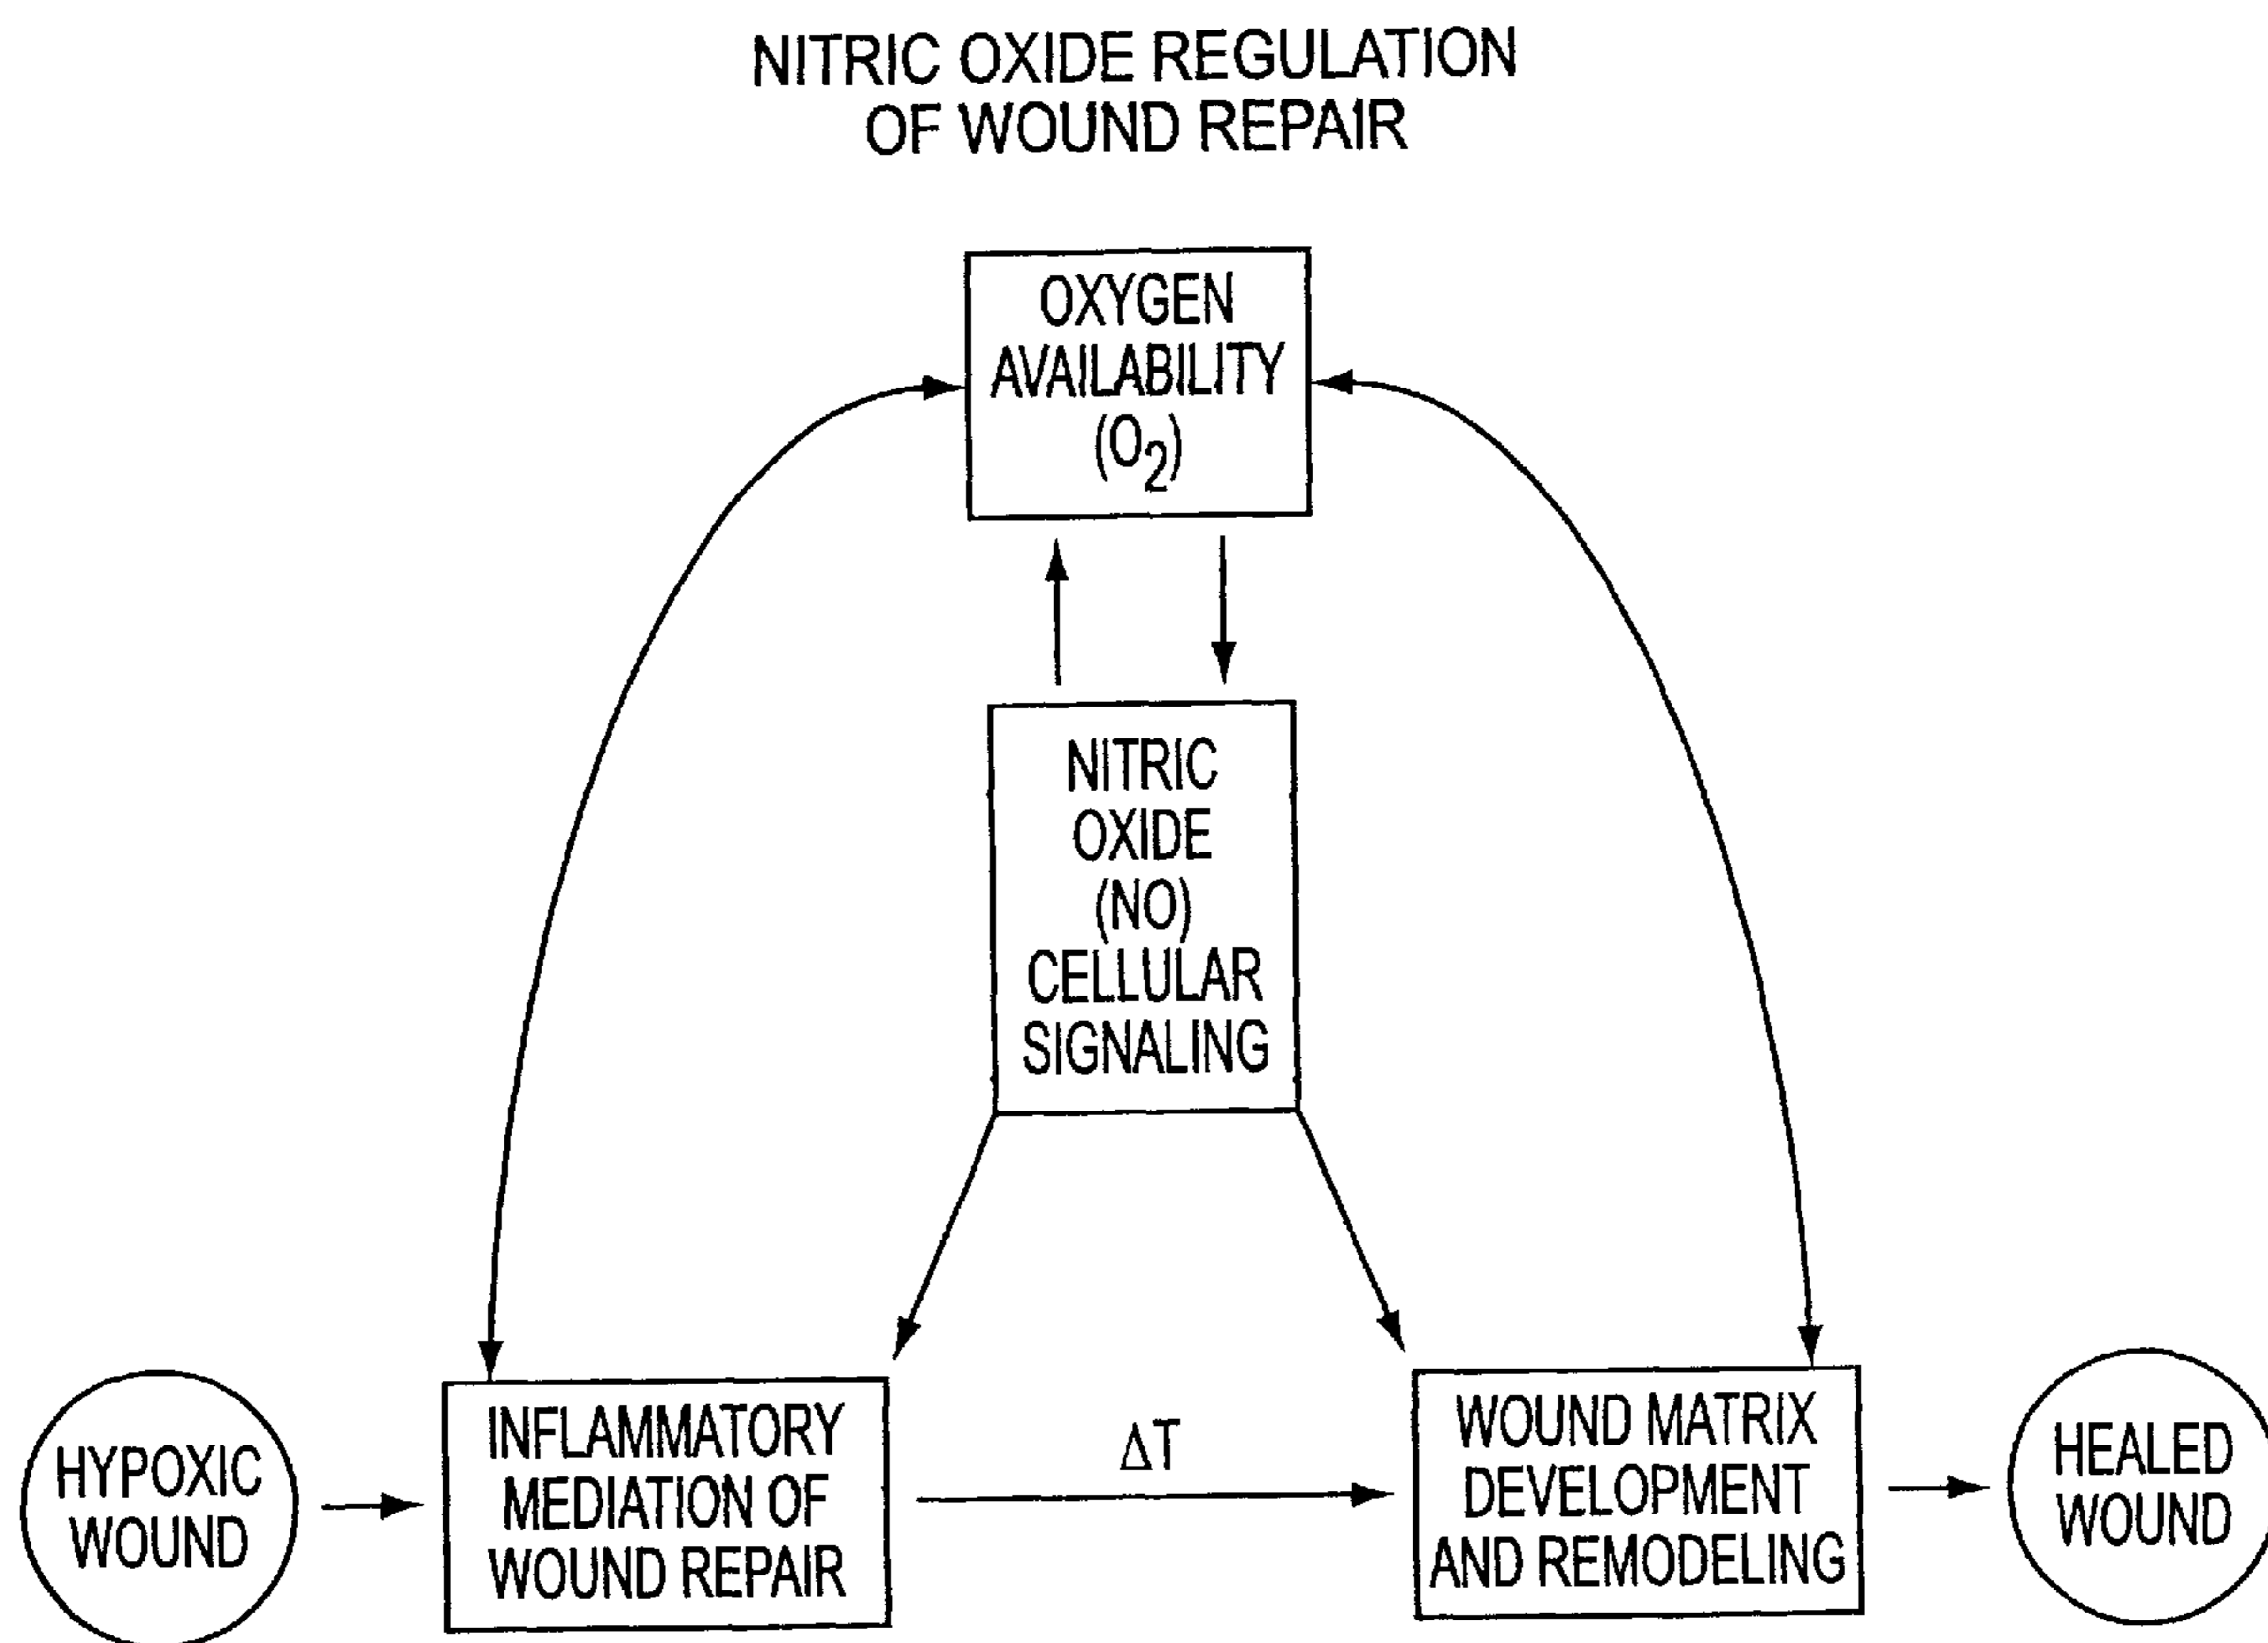 NITRIC OXIDE REGULATION
OF WOUND REPAIR
OXYGEN
AVAILABILITY
(O₂)
NITRIC
OXIDE
(NO)
CELLULAR
SIGNALING
HYPOXIC
WOUND
INFLAMMATORY
MEDIATION OF
WOUND REPAIR
ΔT
WOUND MATRIX
DEVELOPMENT
AND REMODELING
HEALED
WOUND